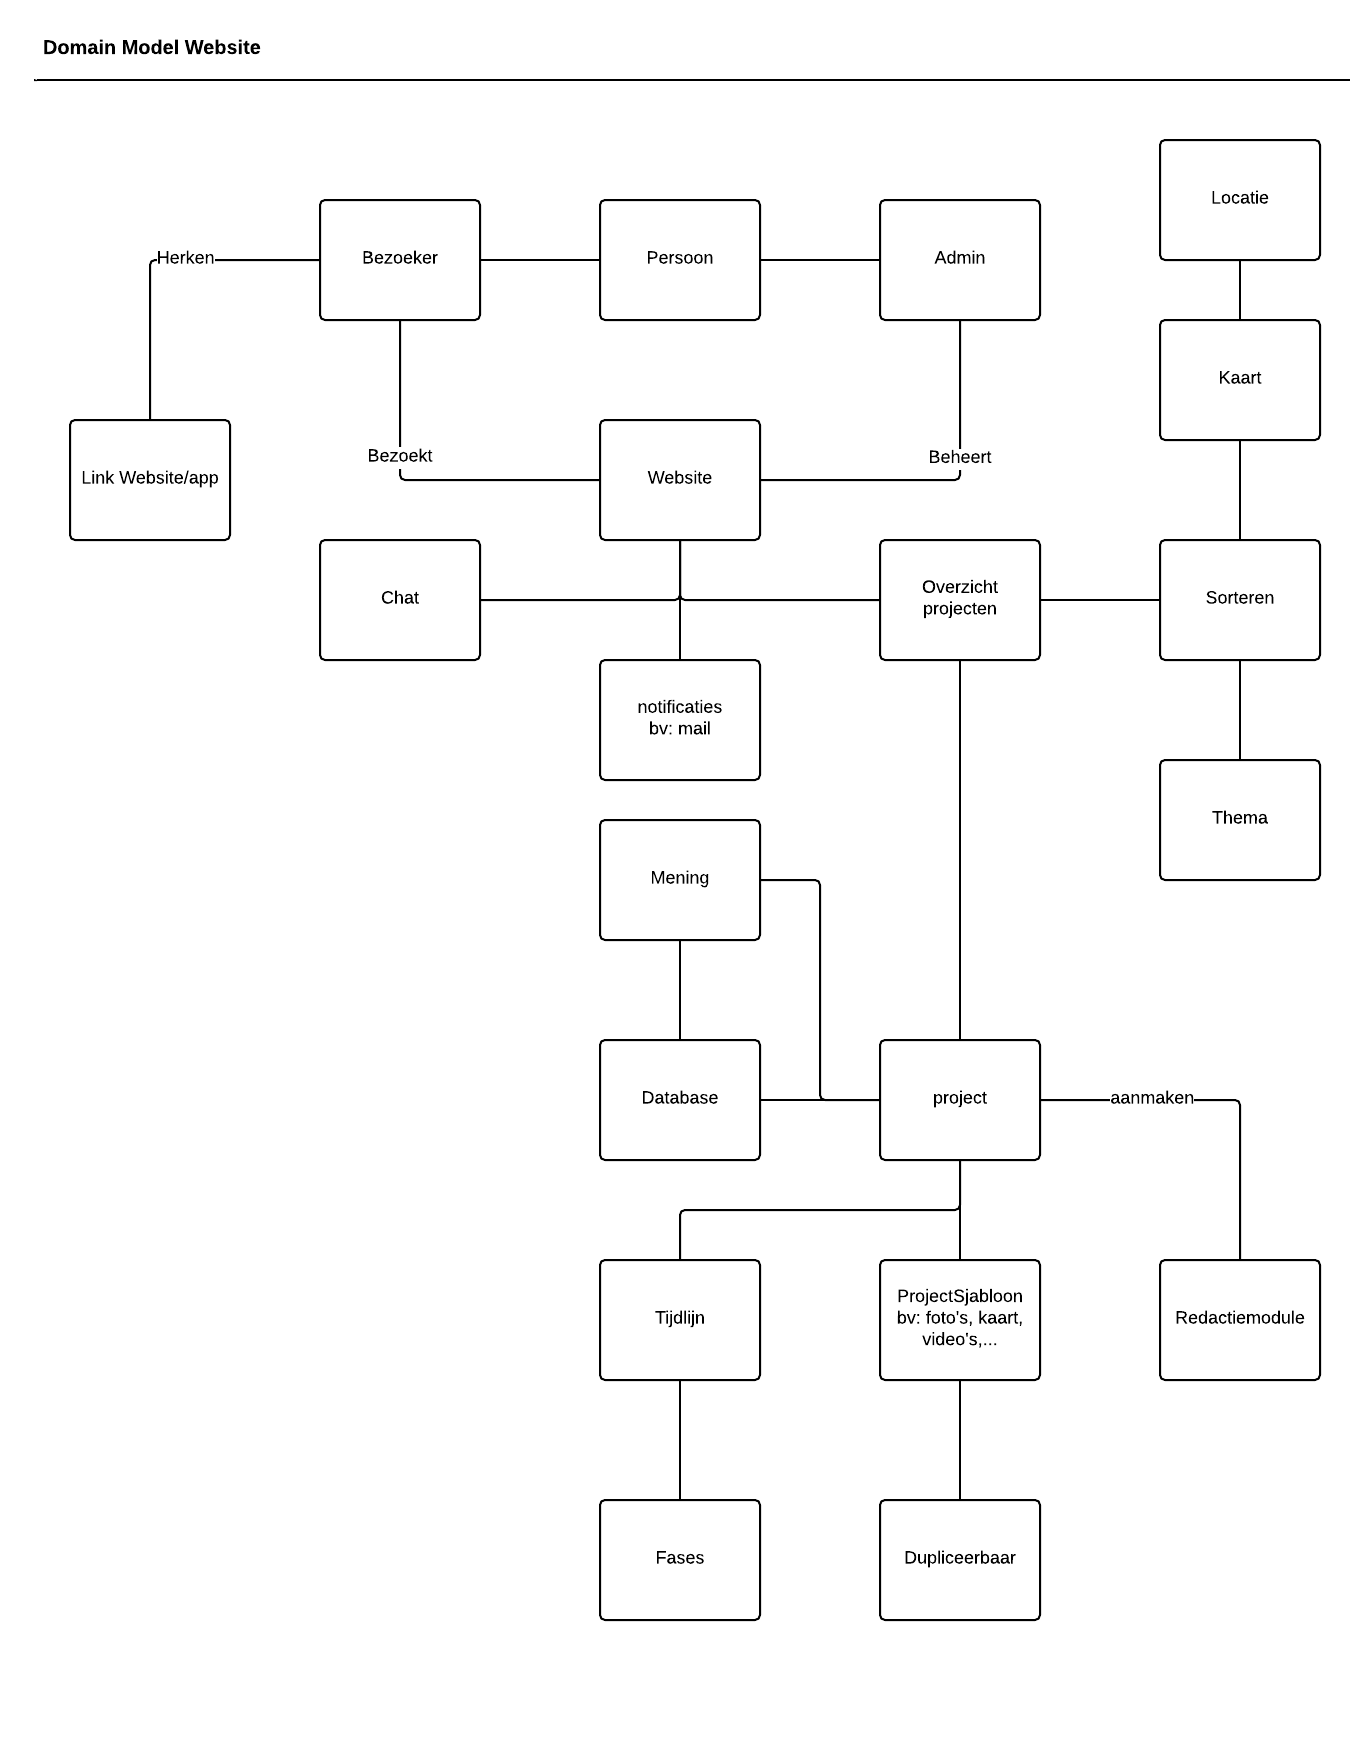 Domain Model Website
Locatie
Herken
Bezoeker
Persoon
Admin
Kaart
Bezoekt
Beheert
Link Website/app
Website
Chat
Overzicht
projecten
Sorteren
notificaties
bv: mail
Thema
Mening
Database
project
aanmaken
Tijdlijn
ProjectSjabloon
bv: foto's, kaart,
video's,...
Redactiemodule
Fases
Dupliceerbaar